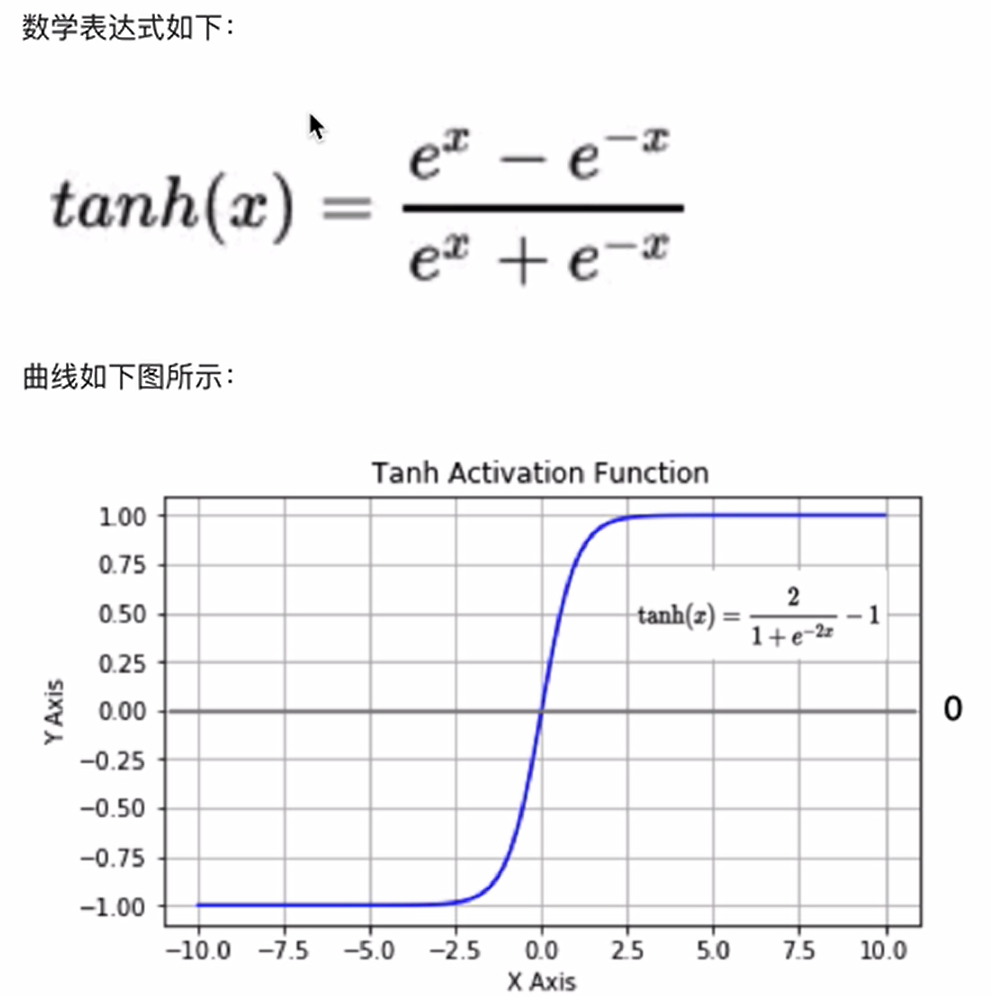 数学表达式如下：
tanh(x) = \frac{e^x - e^{-x}}{e^x + e^{-x}}
曲线如下图所示：
Tanh Activation Function
1.00
0.75
0.50
0.25
0.00
−0.25
−0.50
−0.75
−1.00
Y Axis
tanh(x) = \frac{2}{1 + e^{-2x}} − 1
0
−10.0 −7.5 −5.0 −2.5 0.0 2.5 5.0 7.5 10.0
X Axis